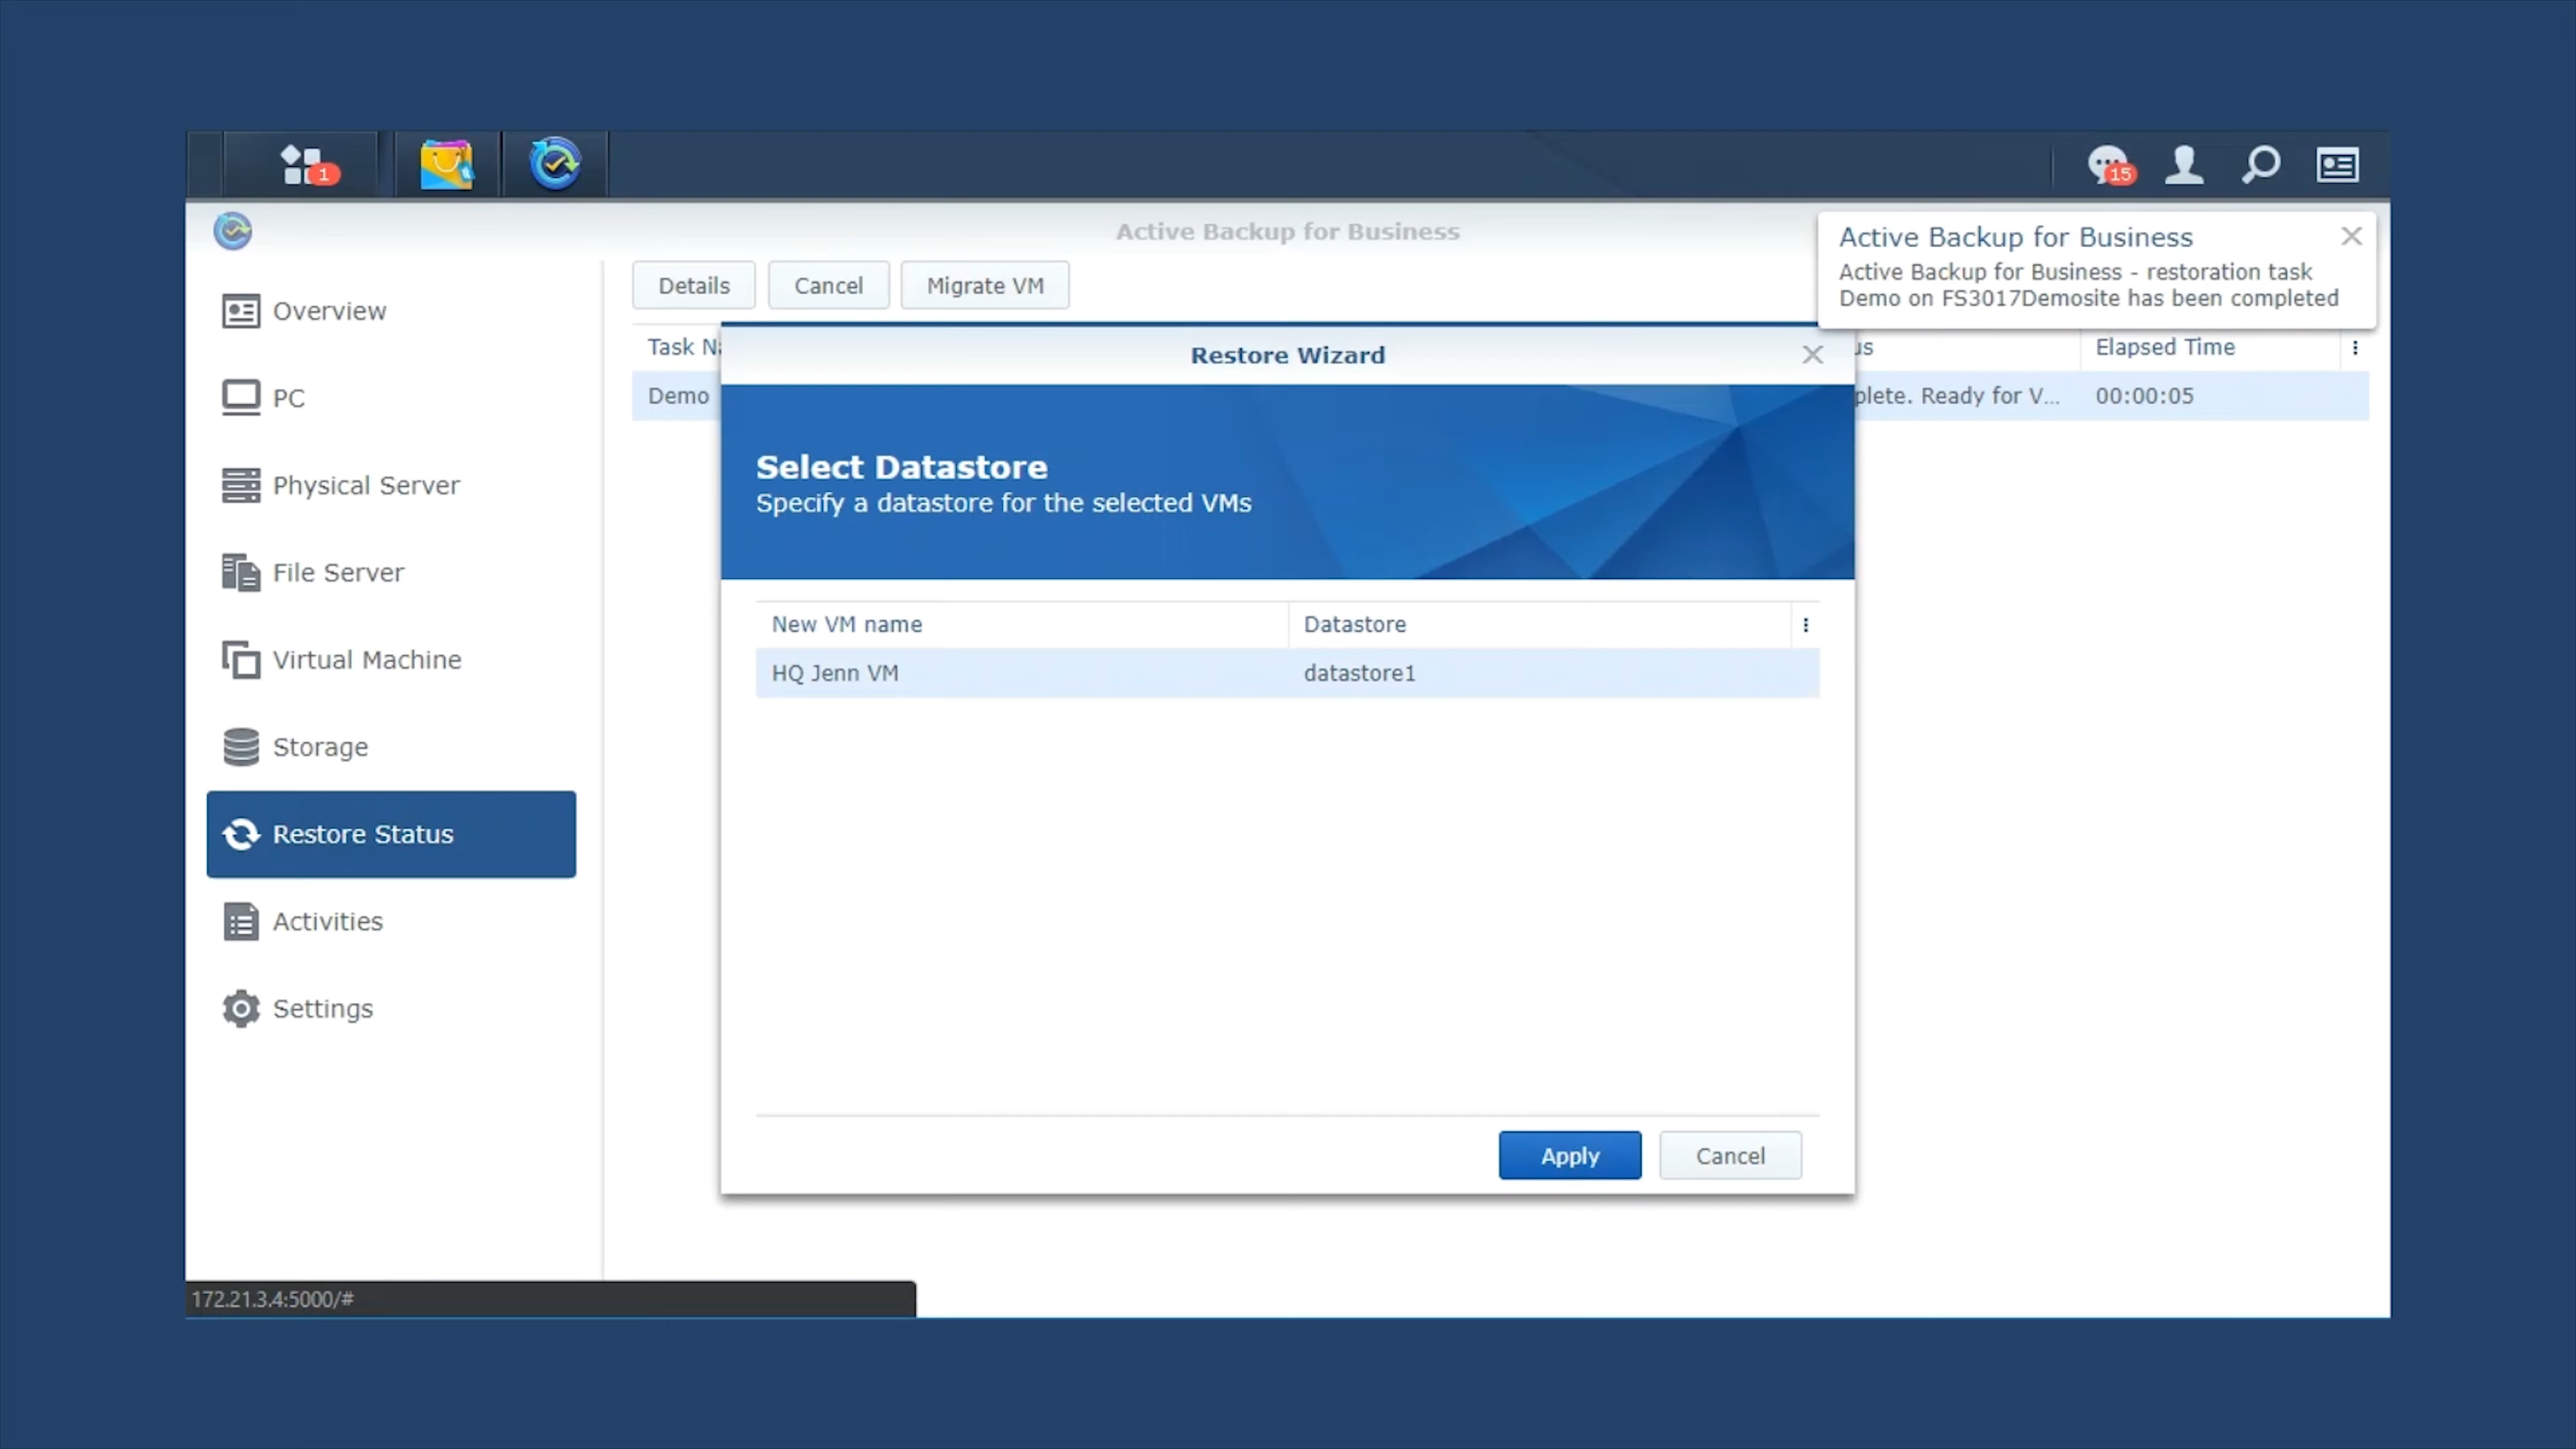 1
15
Active Backup for Business
Active Backup for Business
Active Backup for Business - restoration task
Demo on FS3017Demosite has been completed
Overview
PC
Physical Server
File Server
Virtual Machine
Storage
Restore Status
Activities
Settings
Details
Cancel
Migrate VM
Task
Elapsed Time
Demo
Ready for V...
00:00:05
Restore Wizard
Select Datastore
Specify a datastore for the selected VMs
New VM name
Datastore
HQ Jenn VM
datastore1
Apply
Cancel
172.21.3.4:5000/#